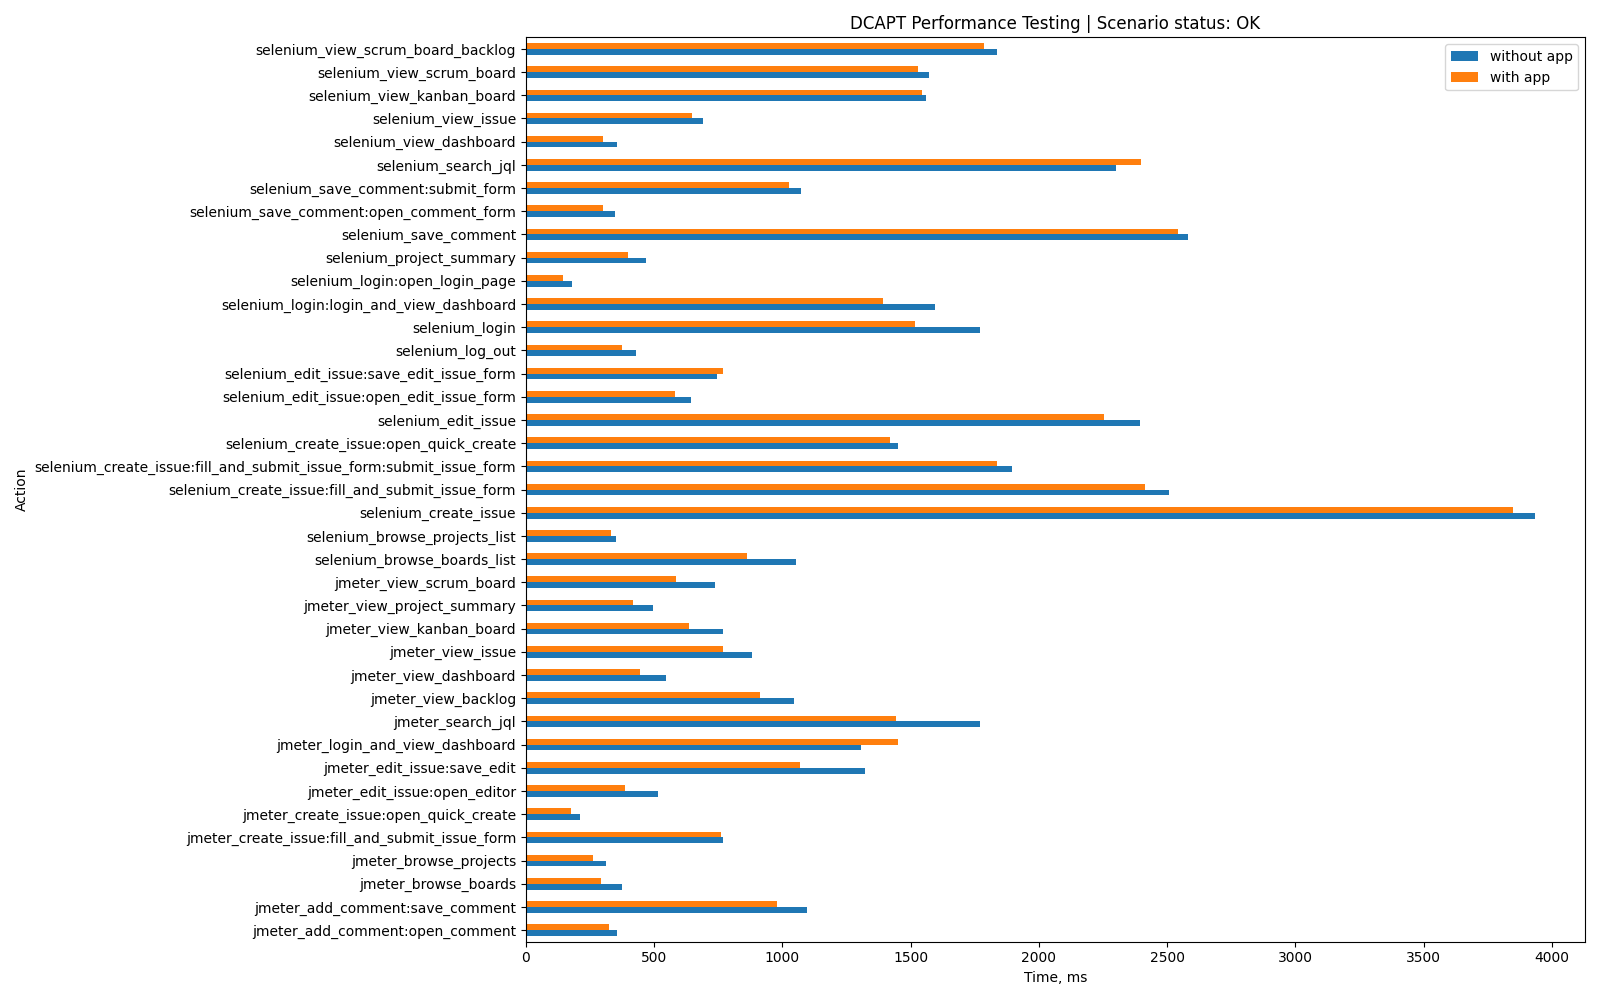 DCAPT Performance Testing | Scenario status: OK
without app
with app
selenium_view_scrum_board_backlog
selenium_view_scrum_board
selenium_view_kanban_board
selenium_view_issue
selenium_view_dashboard
selenium_search_jql
selenium_save_comment:submit_form
selenium_save_comment:open_comment_form
selenium_save_comment
selenium_project_summary
selenium_login:open_login_page
selenium_login:login_and_view_dashboard
selenium_login
selenium_log_out
selenium_edit_issue:save_edit_issue_form
selenium_edit_issue:open_edit_issue_form
selenium_edit_issue
selenium_create_issue:open_quick_create
selenium_create_issue:fill_and_submit_issue_form:submit_issue_form
selenium_create_issue:fill_and_submit_issue_form
selenium_create_issue
selenium_browse_projects_list
selenium_browse_boards_list
jmeter_view_scrum_board
jmeter_view_project_summary
jmeter_view_kanban_board
jmeter_view_issue
jmeter_view_dashboard
jmeter_view_backlog
jmeter_search_jql
jmeter_login_and_view_dashboard
jmeter_edit_issue:save_edit
jmeter_edit_issue:open_editor
jmeter_create_issue:open_quick_create
jmeter_create_issue:fill_and_submit_issue_form
jmeter_browse_projects
jmeter_browse_boards
jmeter_add_comment:save_comment
jmeter_add_comment:open_comment
Action
0 500 1000 1500 2000 2500 3000 3500 4000
Time, ms